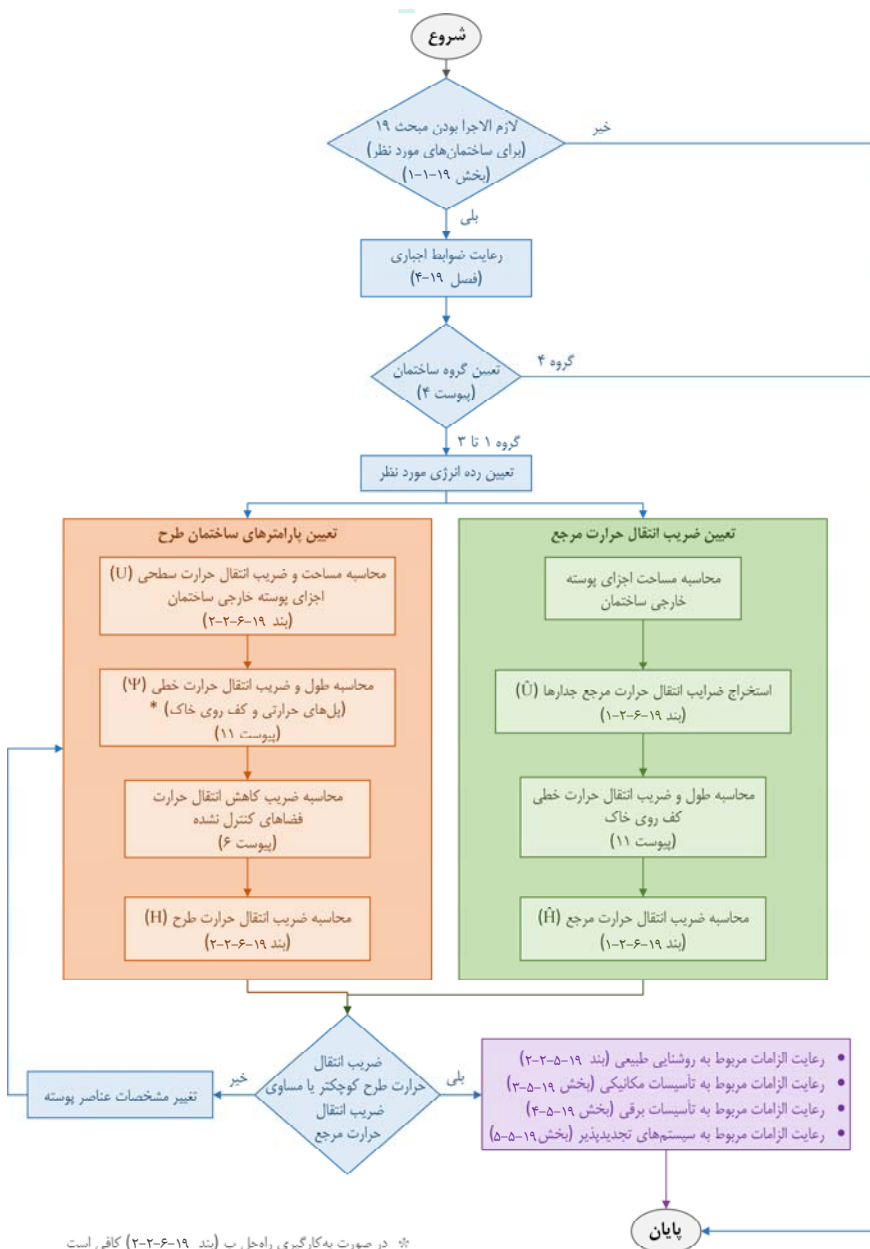 شروع
لازم الاجرا بودن مبحث ۱۹
(برای ساختمان‌های مورد نظر)
(بخش ۱۹-۱-۱)
خیر
بلی
رعایت ضوابط اجباری
(فصل ۱۹-۴)
تعیین گروه ساختمان
(پیوست ۴)
گروه ۴
گروه ۱ تا ۳
تعیین رده انرژی مورد نظر
تعیین ضریب انتقال حرارت مرجع
محاسبه مساحت اجزای پوسته
خارجی ساختمان
استخراج ضرایب انتقال حرارت مرجع جدارها (Û)
(بند ۱۹-۶-۲-۱)
محاسبه طول و ضریب انتقال حرارت خطی
کف روی خاک
(پیوست ۱۱)
محاسبه ضریب انتقال حرارت مرجع (Ĥ)
(بند ۱۹-۶-۲-۱)
تعیین پارامترهای ساختمان طرح
محاسبه مساحت و ضریب انتقال حرارت سطحی (U)
اجزای پوسته خارجی ساختمان
(بند ۱۹-۶-۲-۲)
محاسبه طول و ضریب انتقال حرارت خطی (Ψ)
(پل‌های حرارتی و کف روی خاک) *
(پیوست ۱۱)
محاسبه ضریب کاهش انتقال حرارت
فضاهای کنترل نشده
(پیوست ۶)
محاسبه ضریب انتقال حرارت طرح (H)
(بند ۱۹-۶-۲-۲)
ضریب انتقال
حرارت طرح کوچکتر یا مساوی
ضریب انتقال
حرارت مرجع
بلی
خیر
تغییر مشخصات عناصر پوسته
• رعایت الزامات مربوط به روشنایی طبیعی (بند ۱۹-۵-۲-۲)
• رعایت الزامات مربوط به تأسیسات مکانیکی (بخش ۱۹-۵-۳)
• رعایت الزامات مربوط به تأسیسات برقی (بخش ۱۹-۵-۴)
• رعایت الزامات مربوط به سیستم‌های تجدیدپذیر (بخش ۱۹-۵-۵)
پایان
* در صورت به‌کارگیری راه‌حل ب (بند ۱۹-۶-۲-۲) کافی است